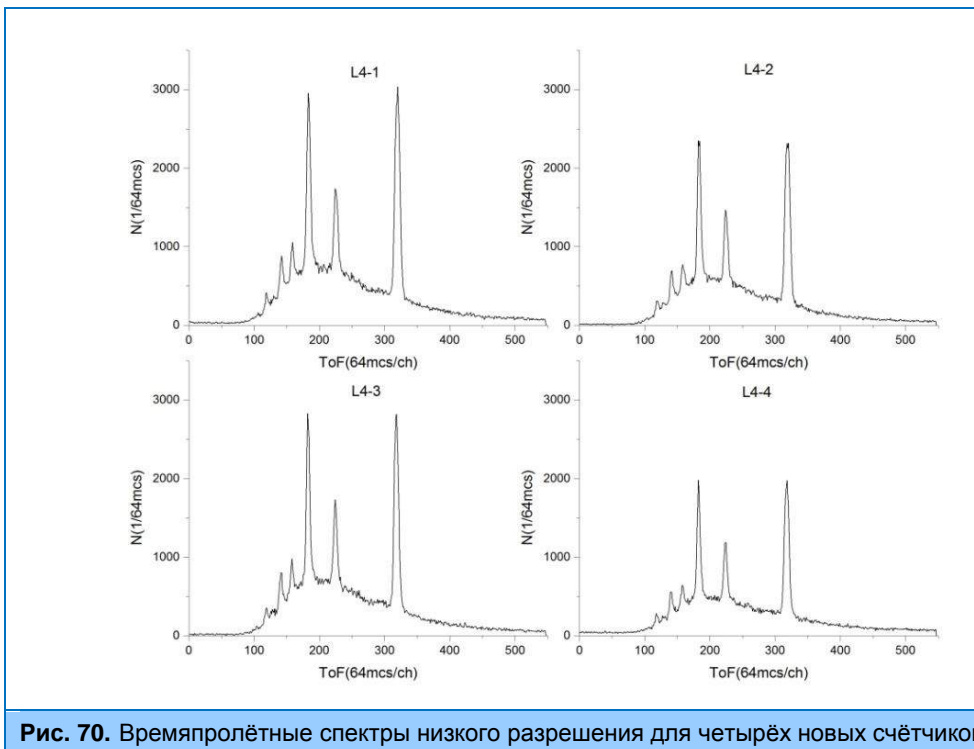 L4-1
3000
2000
1000
0
N(1/64mcs)
0 100 200 300 400 500
ToF(64mcs/ch)
L4-2
3000
2000
1000
0
N(1/64mcs)
0 100 200 300 400 500
ToF(64mcs/ch)
L4-3
3000
2000
1000
0
N(1/64mcs)
0 100 200 300 400 500
ToF(64mcs/ch)
L4-4
3000
2000
1000
0
N(1/64mcs)
0 100 200 300 400 500
ToF(64mcs/ch)
Рис. 70. Времяпролётные спектры низкого разрешения для четырёх новых счётчико